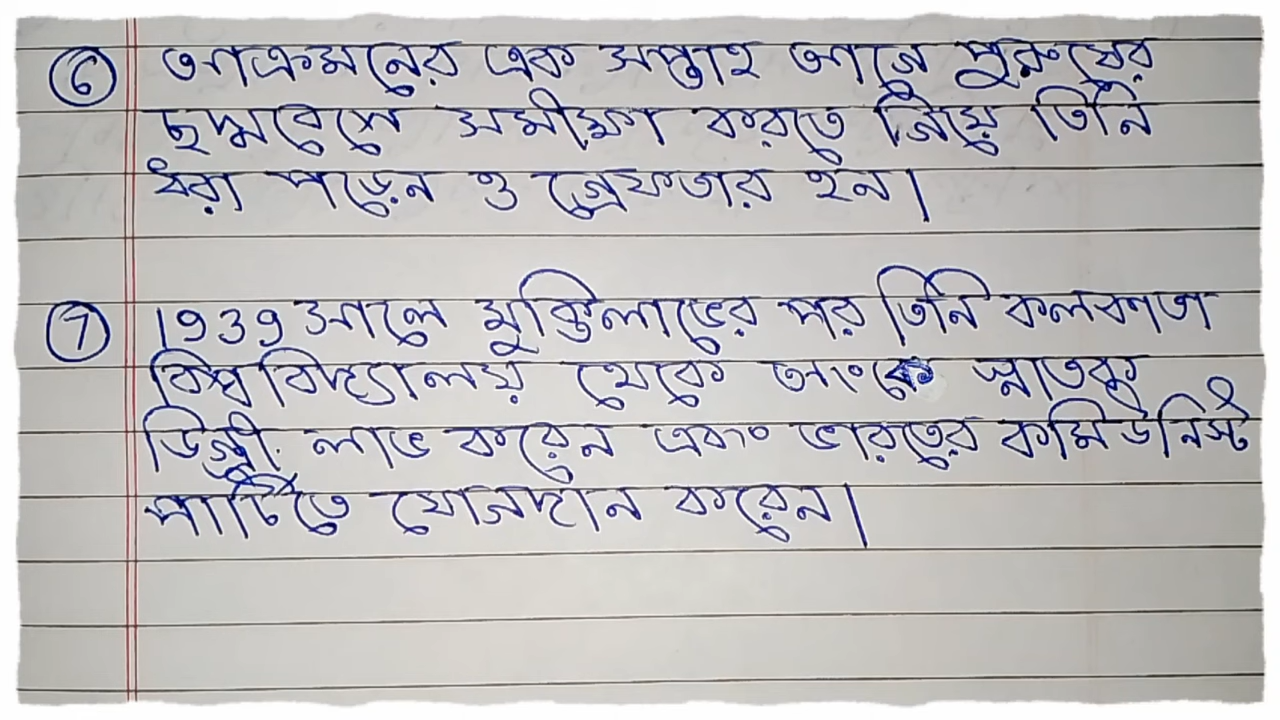 ⑥ আক্রমনের এক সপ্তাহ আগে পুরুষের
ছদ্মবেশে সমীক্ষা করতে গিয়ে তিনি
ধরা পড়েন ও গ্রেফতার হন।
⑦ 1939 সালে মুক্তিলাভের পর তিনি কলকাতা
বিশ্ববিদ্যালয় থেকে আংকে স্নাতক
ডিগ্রী লাভ করেন এবং ভারতের কমিউনিস্ট
পার্টিতে যোগদান করেন।